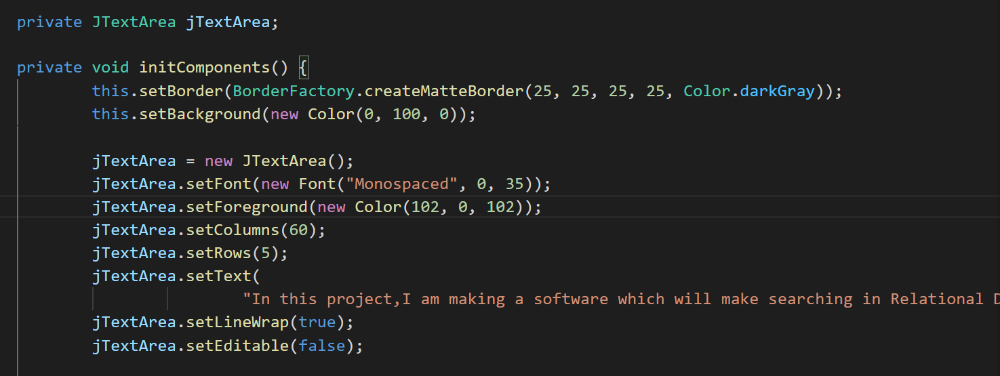 private JTextArea jTextArea;
private void initComponents() {
this.setBorder(BorderFactory.createMatteBorder(25, 25, 25, 25, Color.darkGray));
this.setBackground(new Color(0, 100, 0));
jTextArea = new JTextArea();
jTextArea.setFont(new Font("Monospaced", 0, 35));
jTextArea.setForeground(new Color(102, 0, 102));
jTextArea.setColumns(60);
jTextArea.setRows(5);
jTextArea.setText(
"In this project,I am making a software which will make searching in Relational
jTextArea.setLineWrap(true);
jTextArea.setEditable(false);